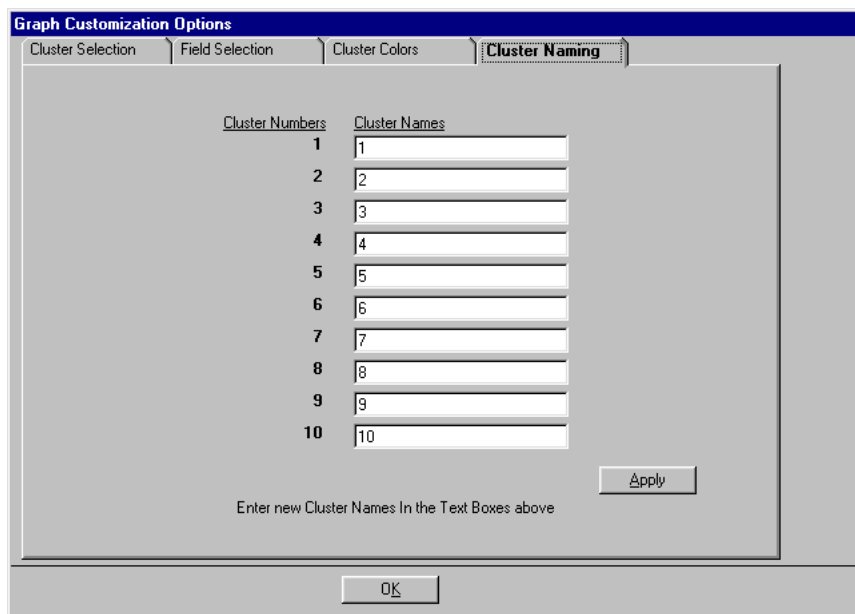 Graph Customization Options
Cluster Selection Field Selection Cluster Colors Cluster Naming
Cluster Numbers Cluster Names
1 1
2 2
3 3
4 4
5 5
6 6
7 7
8 8
9 9
10 10
Apply
Enter new Cluster Names In the Text Boxes above
OK